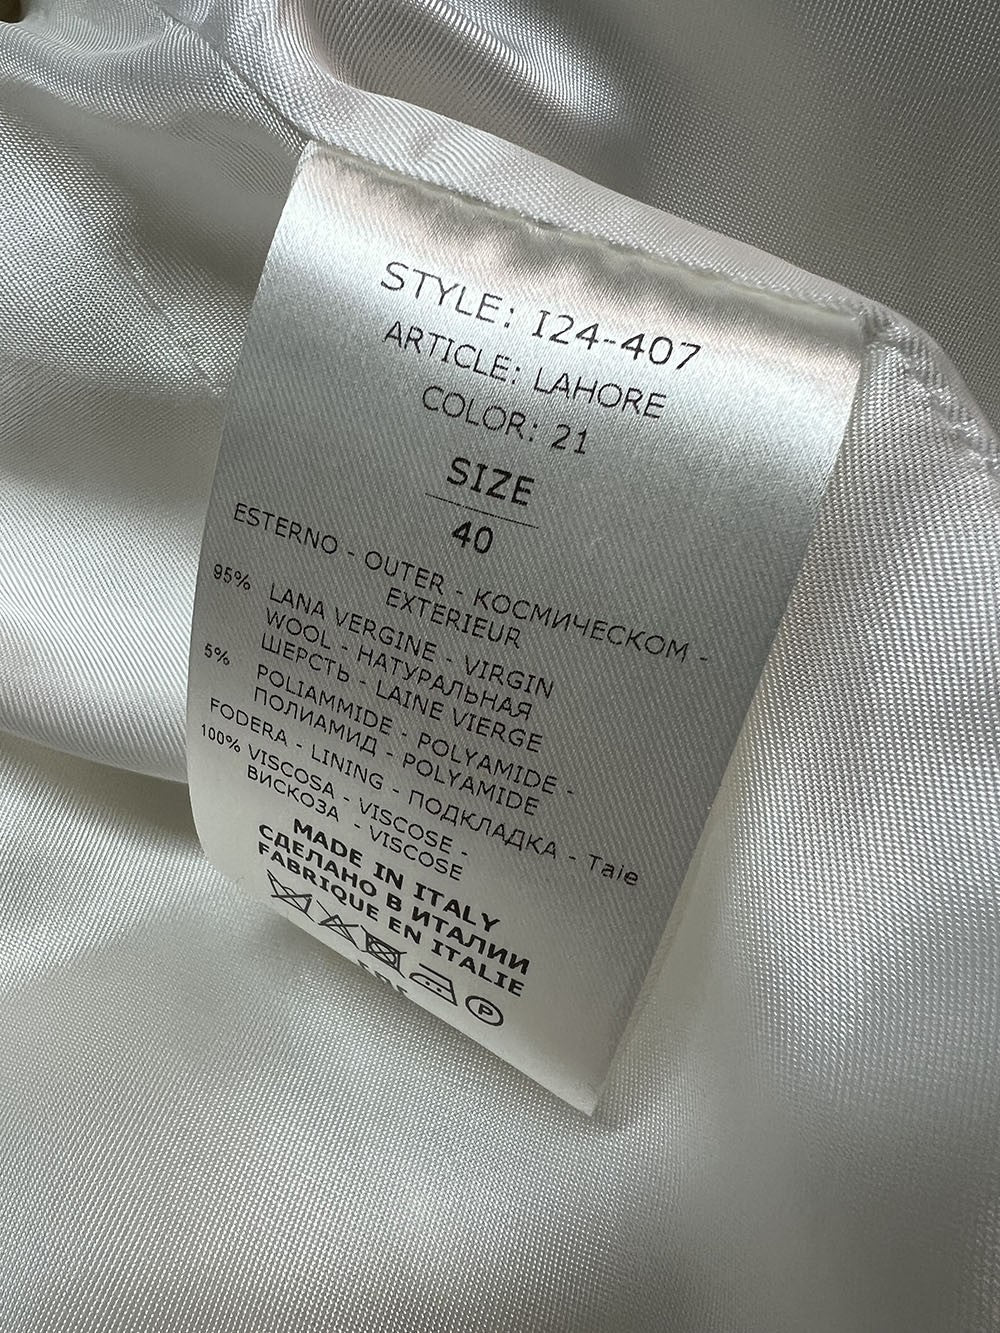 STYLE: I24-407
ARTICLE: LAHORE
COLOR: 21
SIZE
40
ESTERNO - OUTER - КОСМИЧЕСКОМ -
EXTERIEUR
95% LANA VERGINE - VIRGIN
WOOL - НАТУРАЛЬНАЯ
ШЕРСТЬ - LAINE VIERGE
5% POLIAMMIDE - POLYAMIDE -
ПОЛИАМИД - POLYAMIDE
FODERA - LINING - ПОДКЛАДКА - Taie
100% VISCOSA - VISCOSE -
ВИСКОЗА - VISCOSE
MADE IN ITALY
СДЕЛАНО В ИТАЛИИ
FABRIQUE EN ITALIE
P